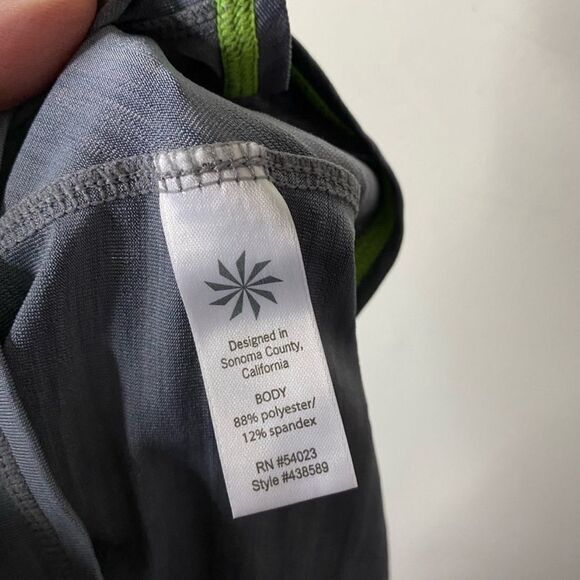 Designed in
Sonoma County,
California
BODY
88% polyester/
12% spandex
RN #54023
Style #438589